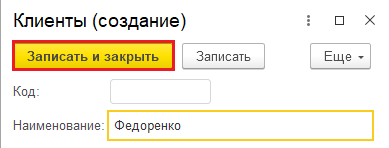 Клиенты (создание)
Записать и закрыть Записать Еще
Код:
Наименование: Федоренко